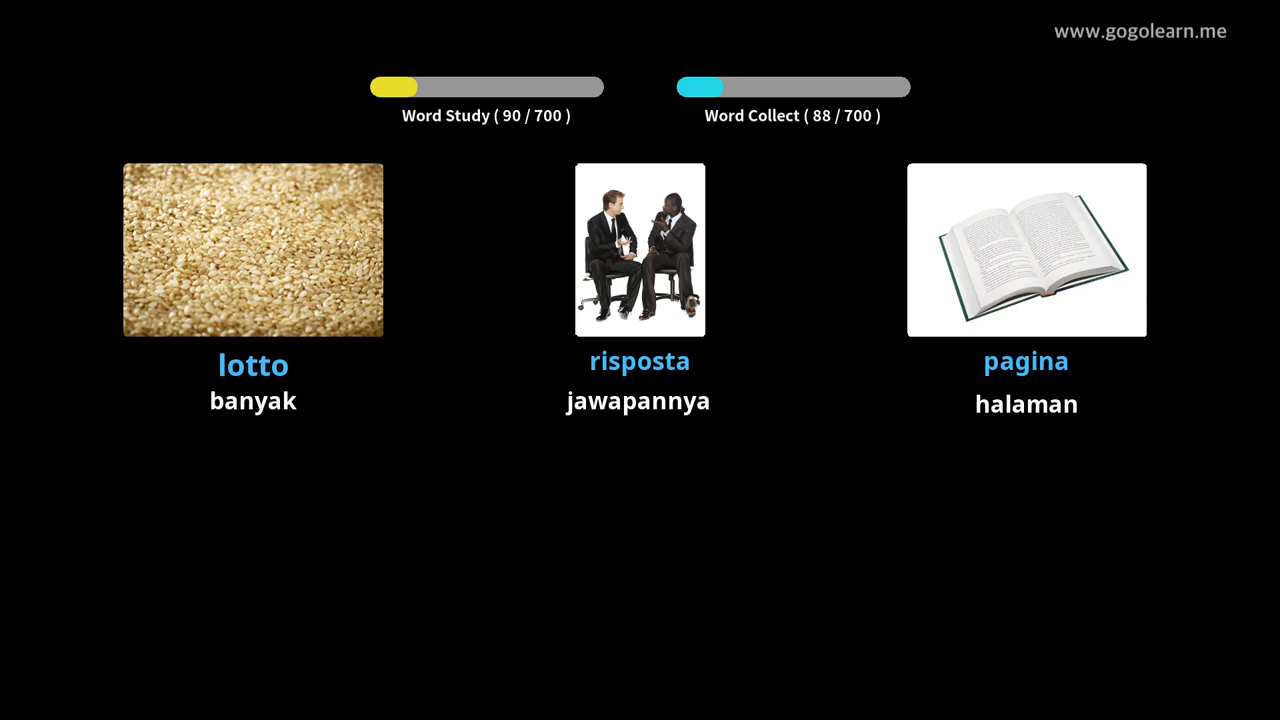 www.gogolearn.me
Word Study ( 90 / 700 )
Word Collect ( 88 / 700 )
lotto
banyak
risposta
jawapannya
pagina
halaman